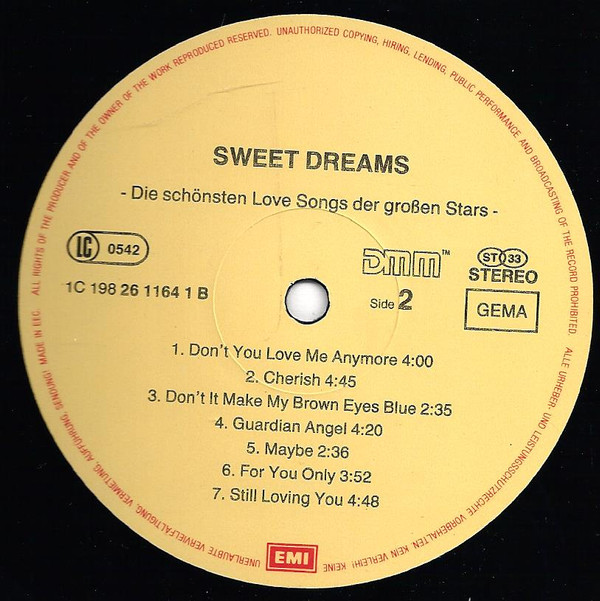 SWEET DREAMS
- Die schönsten Love Songs der großen Stars -
LC 0542
DMM™
ST 33
STEREO
1C 198 26 1164 1 B
Side 2
GEMA
1. Don't You Love Me Anymore 4:00
2. Cherish 4:45
3. Don't It Make My Brown Eyes Blue 2:35
4. Guardian Angel 4:20
5. Maybe 2:36
6. For You Only 3:52
7. Still Loving You 4:48
EMI
MADE IN EEC. ALL RIGHTS OF THE PRODUCER AND OF THE OWNER OF THE WORK REPRODUCED RESERVED. UNAUTHORIZED COPYING, HIRING, LENDING, PUBLIC PERFORMANCE AND BROADCASTING OF THE RECORD PROHIBITED.
ALLE URHEBER- UND LEISTUNGSSCHUTZRECHTE VORBEHALTEN. KEIN VERLEIH! KEINE UNERLAUBTE VERVIELFÄLTIGUNG, VERMIETUNG, AUFFÜHRUNG, SENDUNG!